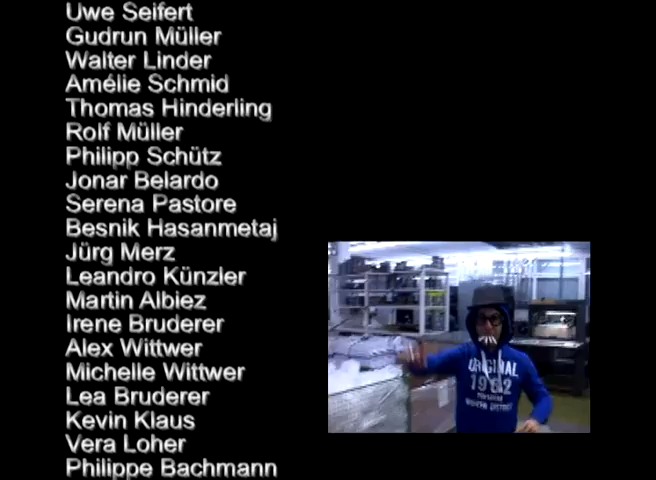 Uwe Seifert
Gudrun Müller
Walter Linder
Amélie Schmid
Thomas Hinderling
Rolf Müller
Philipp Schütz
Jonar Belardo
Serena Pastore
Besnik Hasanmetaj
Jürg Merz
Leandro Künzler
Martin Albiez
Irene Bruderer
Alex Wittwer
Michelle Wittwer
Lea Bruderer
Kevin Klaus
Vera Loher
Philippe Bachmann
ORIGINAL